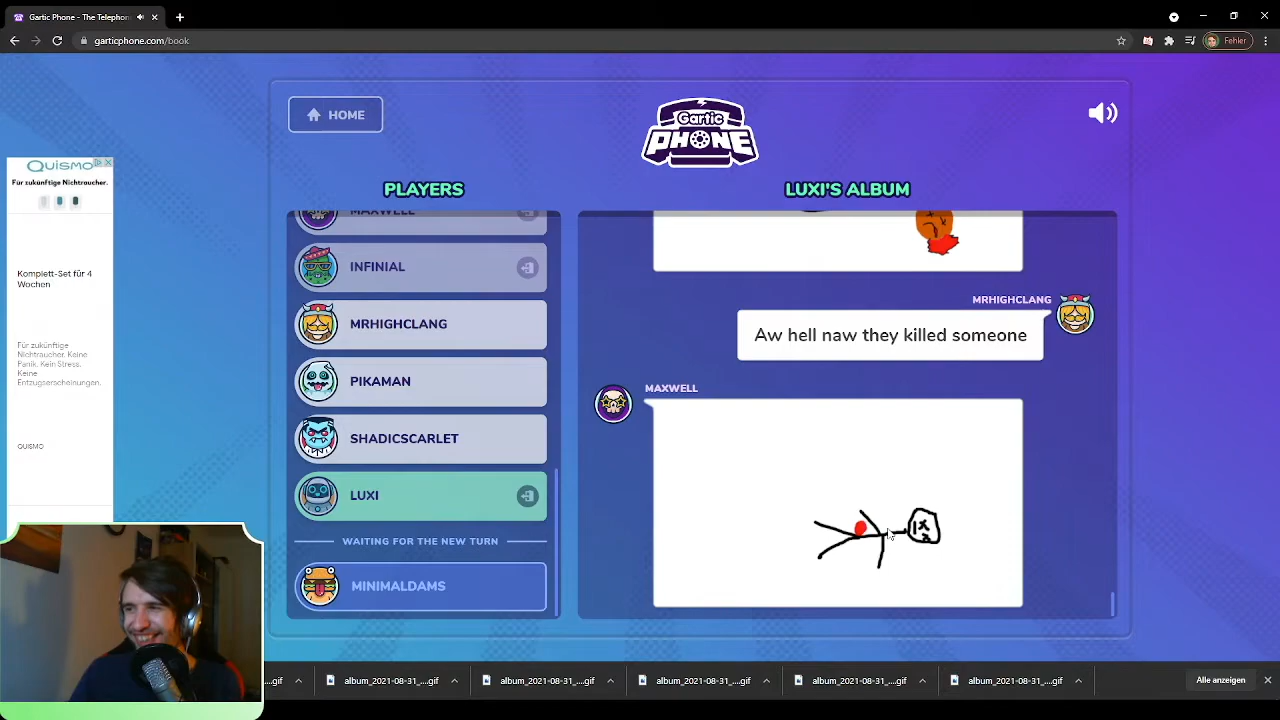 Gartic Phone - The Telephone
garticphone.com/book
Fehler
HOME
Gartic
PHONE
PLAYERS
LUXI'S ALBUM
QUISMO
Für zukünftige Nichtraucher.
Komplett-Set für 4
Wochen
Für zukünftige
Nichtraucher. Keine
Panik. Kein Stress.
Keine
Entzugserscheinungen.
QUISMO
MAXWELL
INFINIAL
MRHIGHCLANG
PIKAMAN
SHADICSCARLET
LUXI
WAITING FOR THE NEW TURN
MINIMALDAMS
MRHIGHCLANG
Aw hell naw they killed someone
MAXWELL
....gif
album_2021-08-31_....gif
album_2021-08-31_....gif
album_2021-08-31_....gif
album_2021-08-31_....gif
album_2021-08-31_....gif
Alle anzeigen